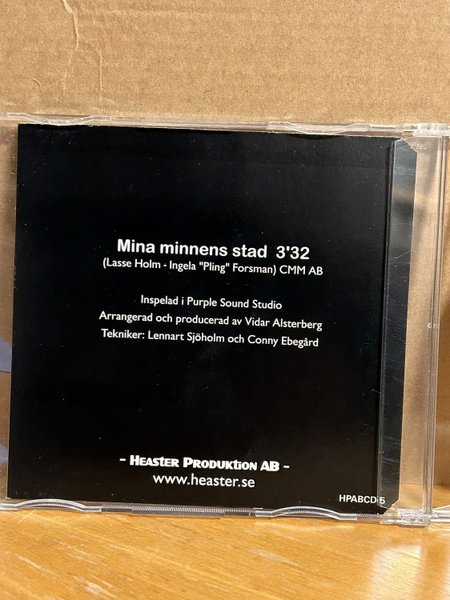 Mina minnens stad 3'32
(Lasse Holm - Ingela "Pling" Forsman) CMM AB
Inspelad i Purple Sound Studio
Arrangerad och producerad av Vidar Alsterberg
Tekniker: Lennart Sjöholm och Conny Ebegård
- HEASTER PRODUKTION AB -
www.heaster.se
HPABCD 5